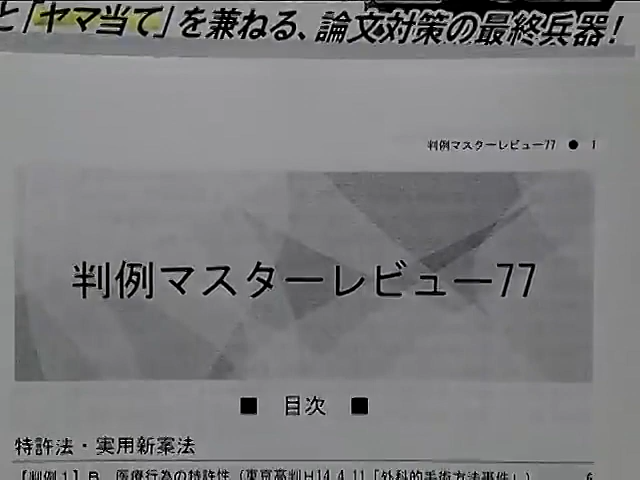 と「ヤマ当て」を兼ねる、論文対策の最終兵器！
判例マスターレビュー77 ● 1
判例マスターレビュー77
■ 目次 ■
特許法・実用新案法
【判例１】B 医療行為の特許性（東京高判H14.4.11「外科的手術方法事件」） 6